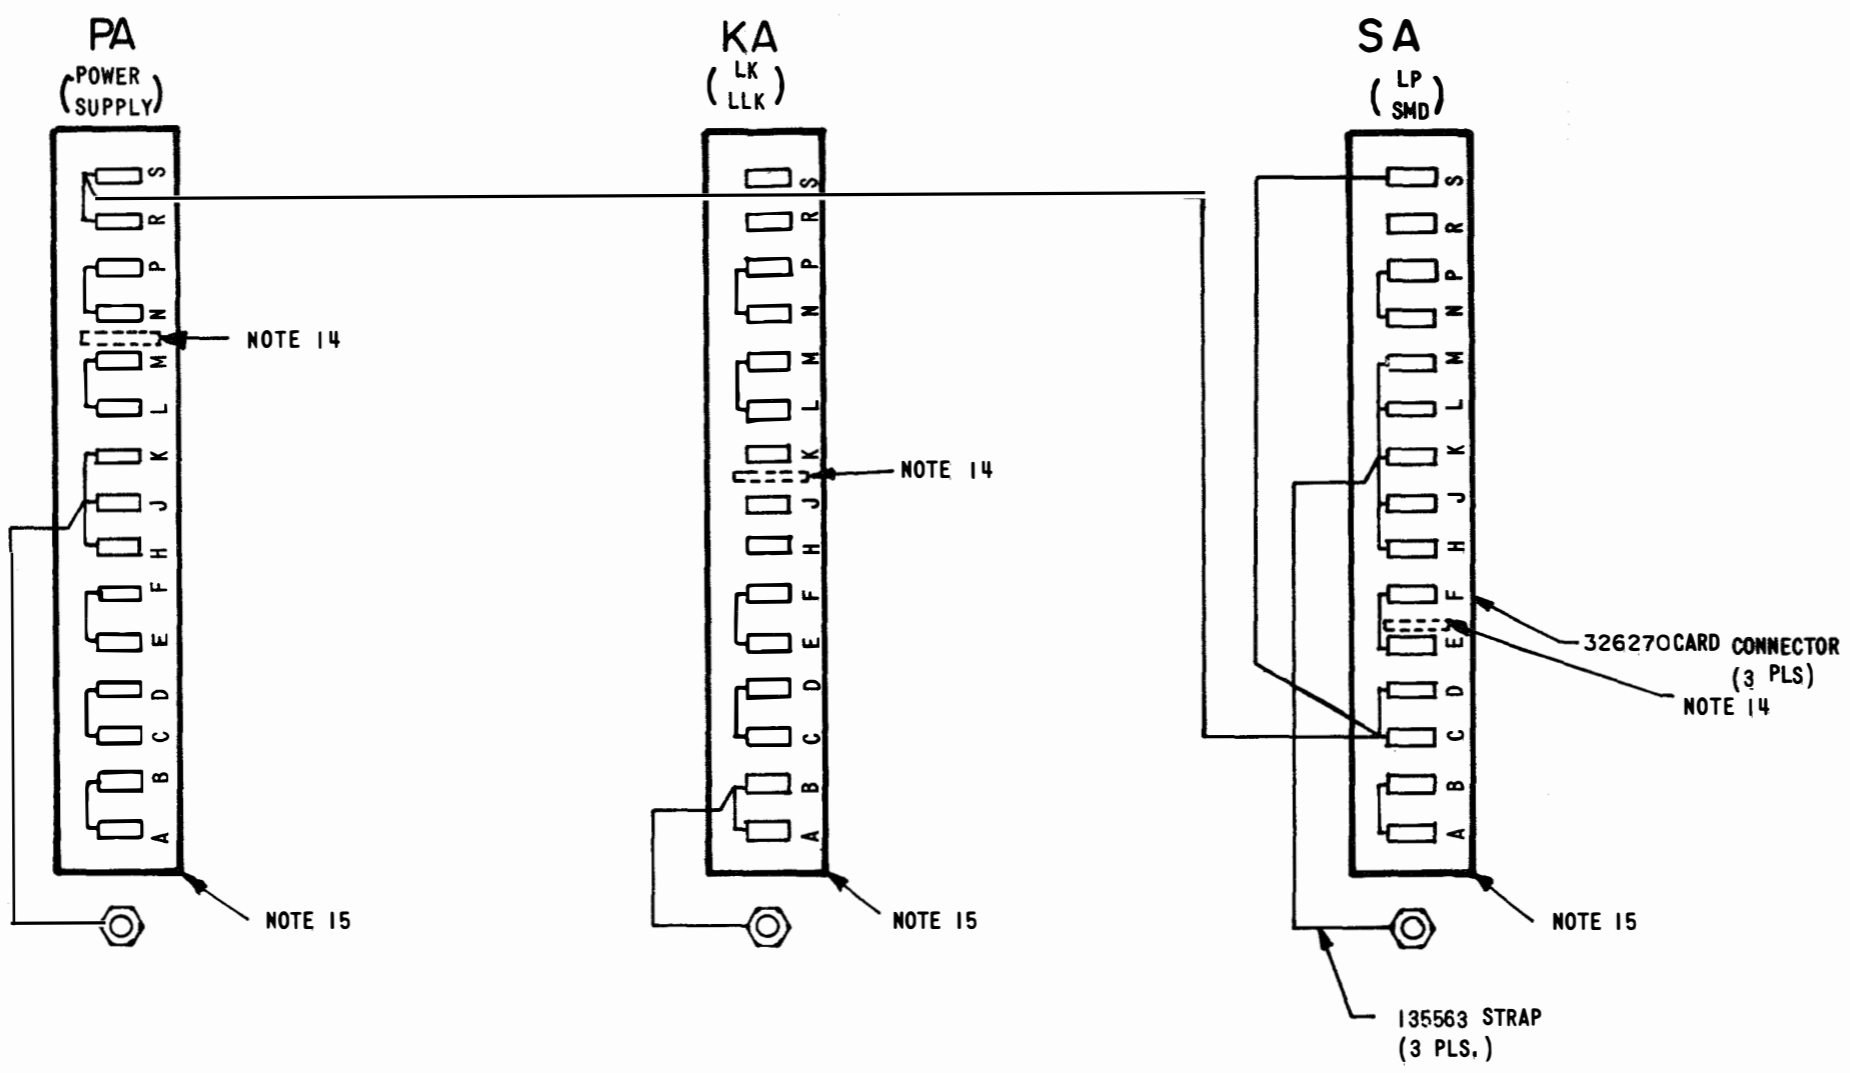 PA
(POWER
SUPPLY)
S
R
P
N
NOTE 14
M
L
K
J
H
F
E
D
C
B
A
NOTE 15
KA
(LK
LLK)
S
R
P
N
M
L
K
NOTE 14
J
H
F
E
D
C
B
A
NOTE 15
SA
(LP
SMD)
S
R
P
N
M
L
K
J
H
F
E
D
C
B
A
326270 CARD CONNECTOR
(3 PLS)
NOTE 14
NOTE 15
135563 STRAP
(3 PLS.)